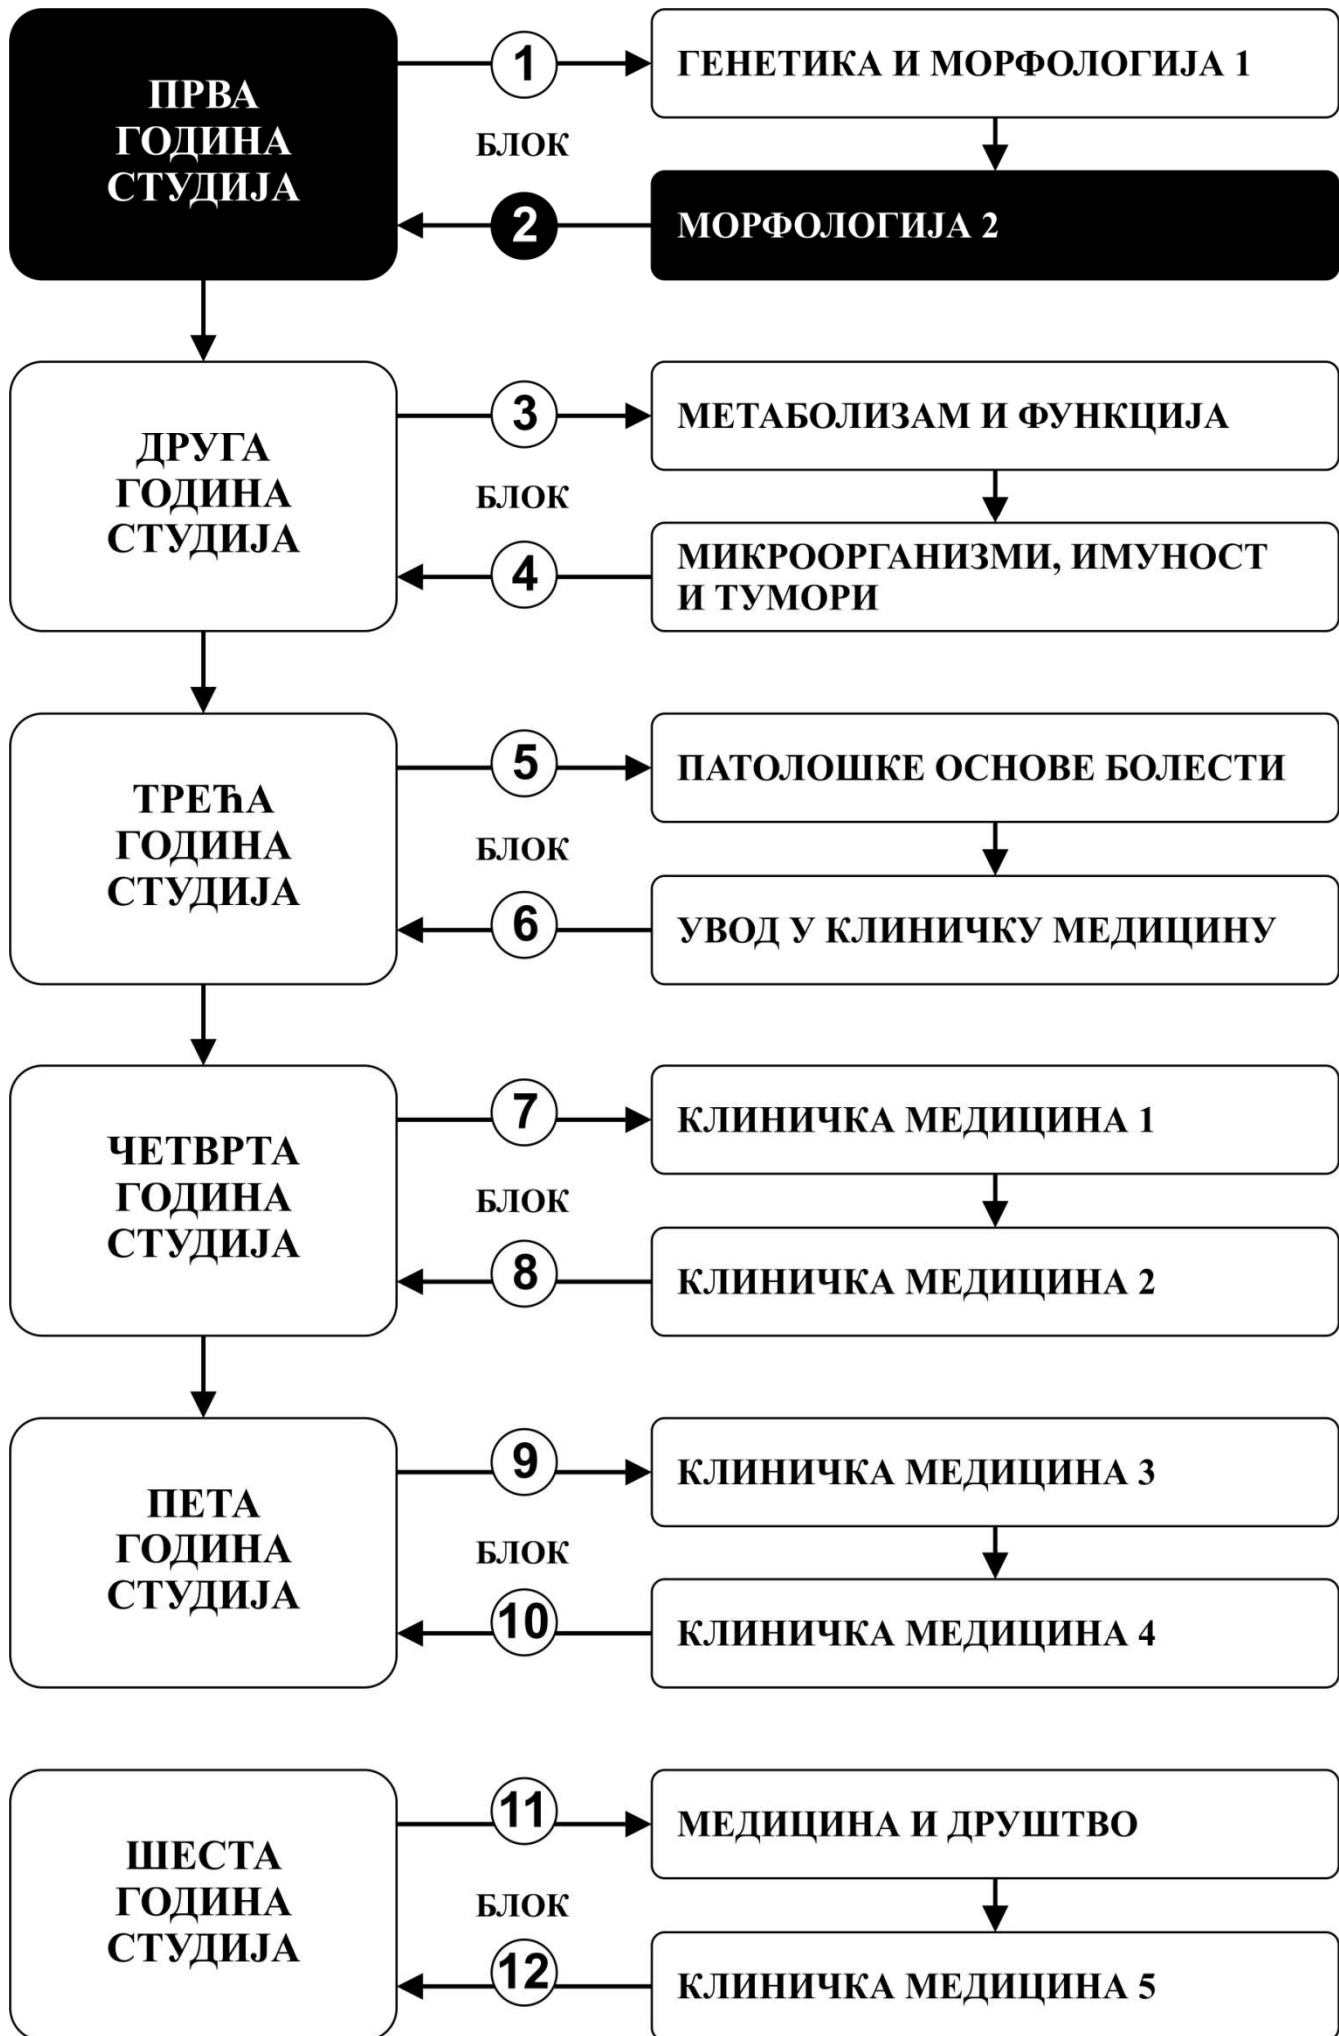 ПРВА
ГОДИНА
СТУДИЈА
1
БЛОК
2
ГЕНЕТИКА И МОРФОЛОГИЈА 1
МОРФОЛОГИЈА 2
ДРУГА
ГОДИНА
СТУДИЈА
3
БЛОК
4
МЕТАБОЛИЗАМ И ФУНКЦИЈА
МИКРООРГАНИЗМИ, ИМУНОСТ
И ТУМОРИ
ТРЕЋА
ГОДИНА
СТУДИЈА
5
БЛОК
6
ПАТОЛОШКЕ ОСНОВЕ БОЛЕСТИ
УВОД У КЛИНИЧКУ МЕДИЦИНУ
ЧЕТВРТА
ГОДИНА
СТУДИЈА
7
БЛОК
8
КЛИНИЧКА МЕДИЦИНА 1
КЛИНИЧКА МЕДИЦИНА 2
ПЕТА
ГОДИНА
СТУДИЈА
9
БЛОК
10
КЛИНИЧКА МЕДИЦИНА 3
КЛИНИЧКА МЕДИЦИНА 4
ШЕСТА
ГОДИНА
СТУДИЈА
11
БЛОК
12
МЕДИЦИНА И ДРУШТВО
КЛИНИЧКА МЕДИЦИНА 5